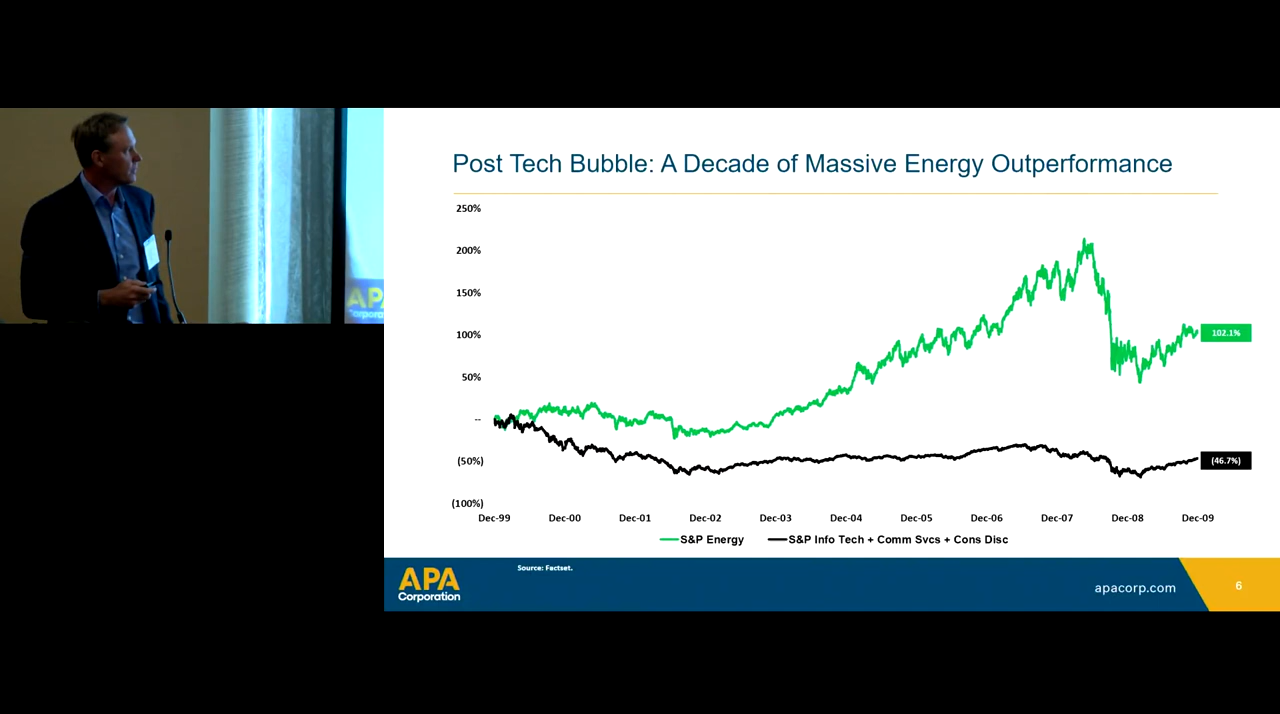 Post Tech Bubble: A Decade of Massive Energy Outperformance
250%
200%
150%
100%
50%
--
(50%)
(100%)
102.1%
(46.7%)
Dec-99 Dec-00 Dec-01 Dec-02 Dec-03 Dec-04 Dec-05 Dec-06 Dec-07 Dec-08 Dec-09
S&P Energy S&P Info Tech + Comm Svcs + Cons Disc
Source: Factset.
APA
Corporation
apacorp.com
6
APA